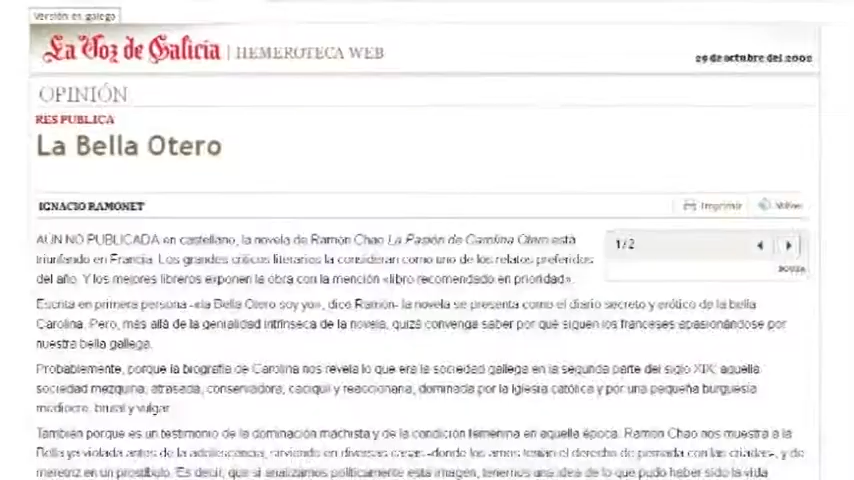 Versión en galego
La Voz de Galicia | HEMEROTECA WEB
29 de octubre del 2002
OPINIÓN
RES PUBLICA
La Bella Otero
IGNACIO RAMONET
Imprimir
Volver
AÚN NO PUBLICADA en castellano, la novela de Ramón Chao La Pasión de Carolina Otero está
triunfando en Francia. Los grandes críticos literarios la consideran como uno de los relatos preferidos
del año. Y los mejores libreros exponen la obra con la mención «libro recomendado en prioridad».
1/2
Escrita en primera persona -«la Bella Otero soy yo», dice Ramón- la novela se presenta como el diario secreto y erótico de la bella
Carolina. Pero, más allá de la genialidad intrínseca de la novela, quizá convenga saber por qué siguen los franceses apasionándose por
nuestra bella gallega.
Probablemente, porque la biografía de Carolina nos revela lo que era la sociedad gallega en la segunda parte del siglo XIX: aquella
sociedad mezquina, atrasada, conservadora, caciquil y reaccionaria, dominada por la Iglesia católica y por una pequeña burguesía
mediocre, brutal y vulgar.
También porque es un testimonio de la dominación machista y de la condición femenina en aquella época. Ramón Chao nos muestra a la
Bella ya violada antes de la adolescencia, sirviendo en diversas casas -donde los amos tenían el derecho de pernada con las criadas-, y de
meretriz en un prostíbulo. Es decir, que si analizamos políticamente esta imagen, tenemos una idea de lo que pudo haber sido la vida